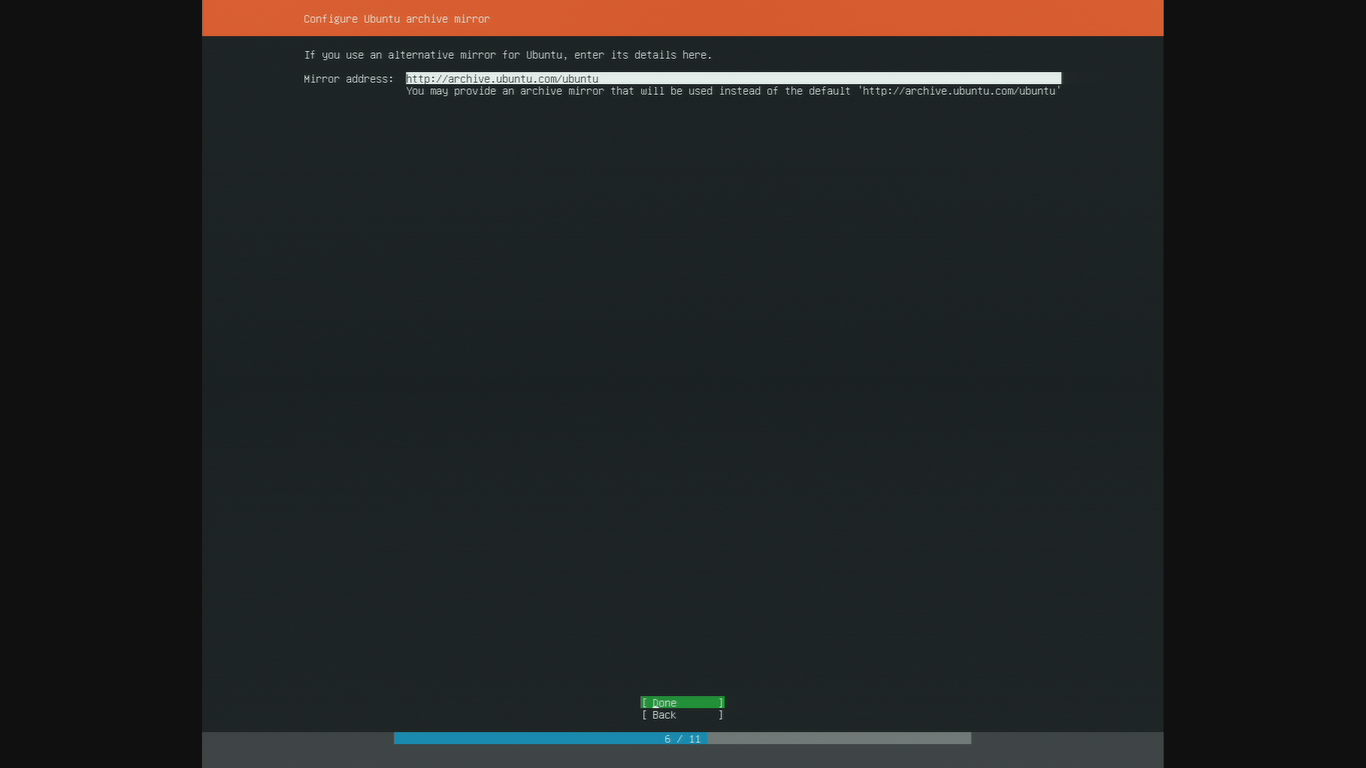 Configure Ubuntu archive mirror
If you use an alternative mirror for Ubuntu, enter its details here.
Mirror address: http://archive.ubuntu.com/ubuntu
You may provide an archive mirror that will be used instead of the default 'http://archive.ubuntu.com/ubuntu'
[ Done ]
[ Back ]
6 / 11